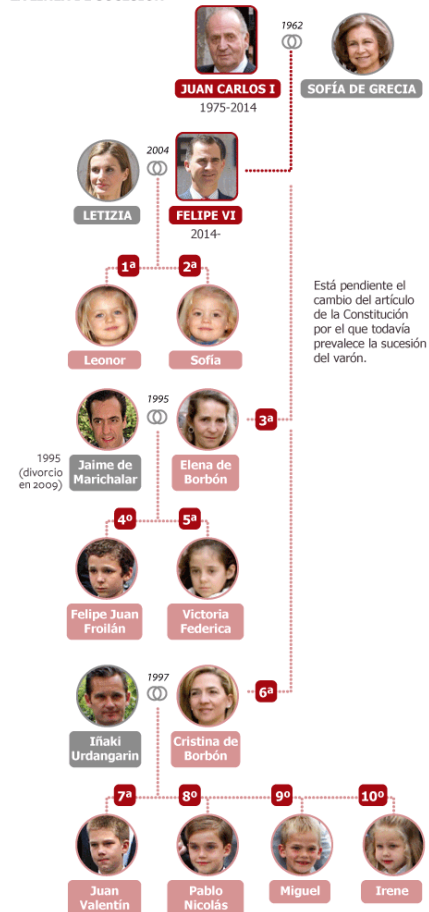 1962
JUAN CARLOS I
SOFÍA DE GRECIA
1975-2014
2004
LETIZIA
FELIPE VI
2014-
1ª
2ª
Leonor
Sofía
Está pendiente el
cambio del artículo
de la Constitución
por el que todavía
prevalece la sucesión
del varón.
1995
3ª
1995
(divorcio
en 2009)
Jaime de
Marichalar
Elena de
Borbón
4º
5ª
Felipe Juan
Froilán
Victoria
Federica
1997
6ª
Iñaki
Urdangarin
Cristina de
Borbón
7ª
8º
9º
10º
Juan
Valentín
Pablo
Nicolás
Miguel
Irene